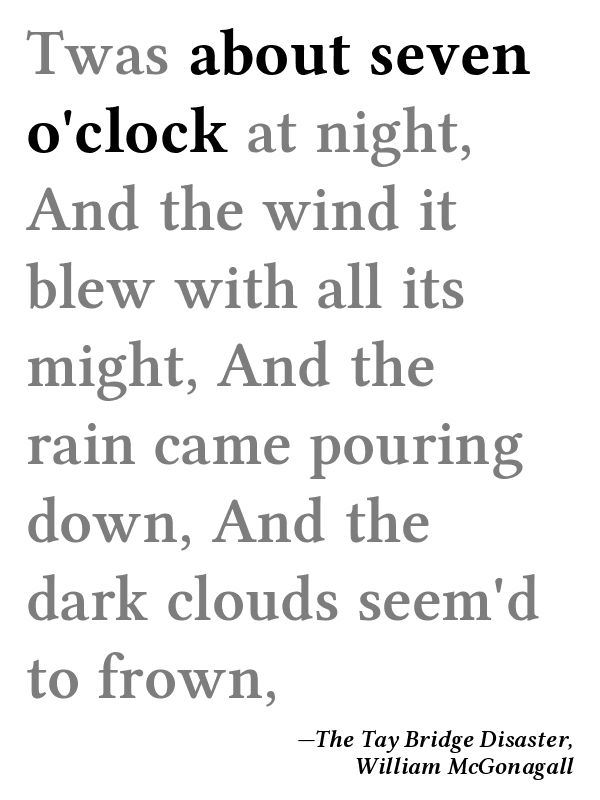 Twas about seven
o'clock at night,
And the wind it
blew with all its
might, And the
rain came pouring
down, And the
dark clouds seem'd
to frown,
—The Tay Bridge Disaster,
William McGonagall